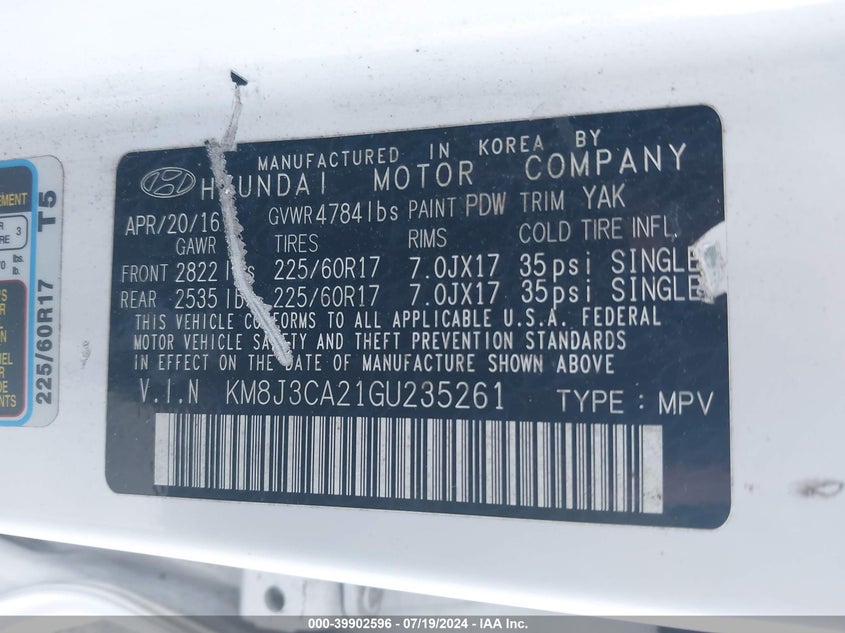 MANUFACTURED IN KOREA BY
HYUNDAI MOTOR COMPANY
APR/20/16 GVWR 4784 lbs PAINT PDW TRIM YAK
GAWR TIRES RIMS COLD TIRE INFL.
FRONT 2822 lbs 225/60R17 7.0JX17 35psi SINGLE
REAR 2535 lbs 225/60R17 7.0JX17 35psi SINGLE
THIS VEHICLE CONFORMS TO ALL APPLICABLE U.S.A. FEDERAL
MOTOR VEHICLE SAFETY AND THEFT PREVENTION STANDARDS
IN EFFECT ON THE DATE OF MANUFACTURE SHOWN ABOVE
V.I.N KM8J3CA21GU235261 TYPE : MPV
225/60R17 T5
3
lb.
000-39902596 - 07/19/2024 - IAA Inc.